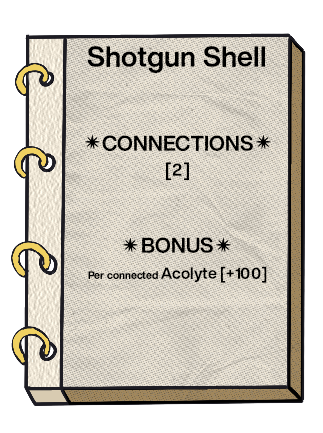 Shotgun Shell
✷CONNECTIONS✷
[2]
✷BONUS✷
Per connected Acolyte [+100]